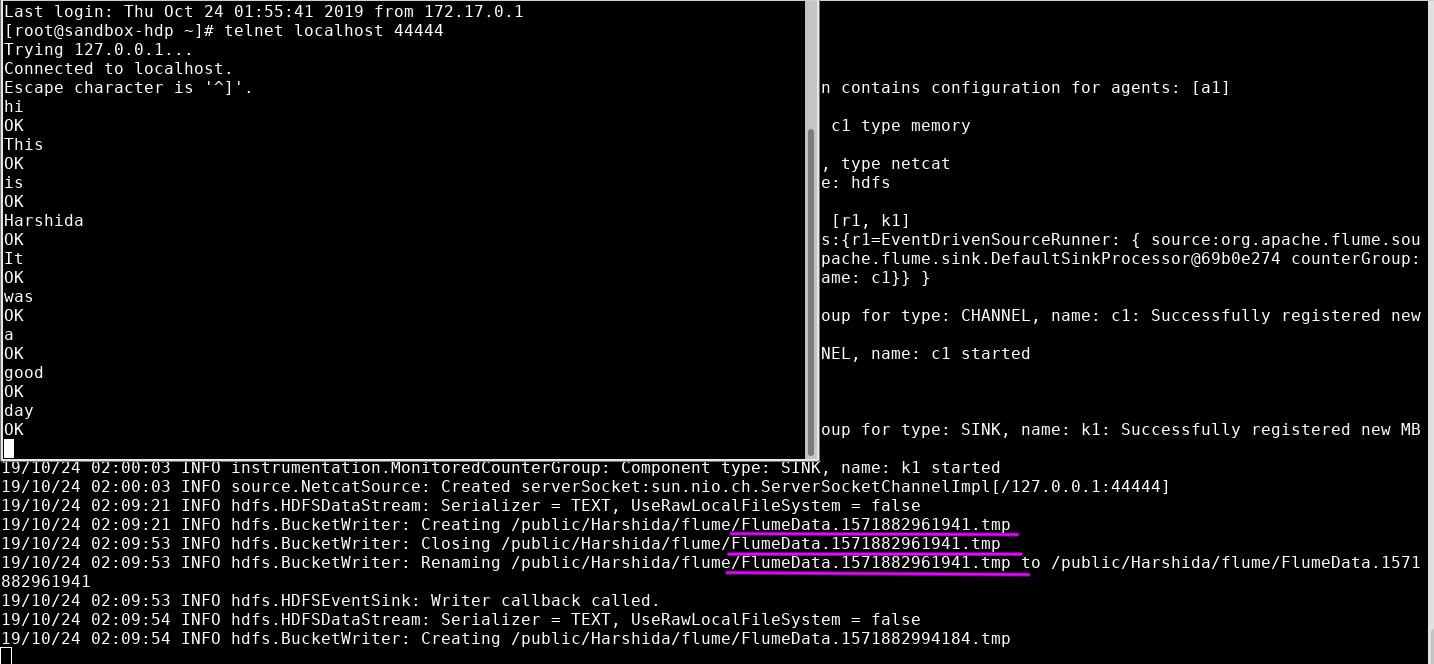 Last login: Thu Oct 24 01:55:41 2019 from 172.17.0.1
[root@sandbox-hdp ~]# telnet localhost 44444
Trying 127.0.0.1...
Connected to localhost.
Escape character is '^]'.
hi
OK
This
OK
is
OK
Harshida
OK
It
OK
was
OK
a
OK
good
OK
day
OK
n contains configuration for agents: [a1]
c1 type memory
, type netcat
e: hdfs
[r1, k1]
s:{r1=EventDrivenSourceRunner: { source:org.apache.flume.sou
pache.flume.sink.DefaultSinkProcessor@69b0e274 counterGroup:
ame: c1}} }
oup for type: CHANNEL, name: c1: Successfully registered new
NEL, name: c1 started
oup for type: SINK, name: k1: Successfully registered new MB
19/10/24 02:00:03 INFO instrumentation.MonitoredCounterGroup: Component type: SINK, name: k1 started
19/10/24 02:00:03 INFO source.NetcatSource: Created serverSocket:sun.nio.ch.ServerSocketChannelImpl[/127.0.0.1:44444]
19/10/24 02:09:21 INFO hdfs.HDFSDataStream: Serializer = TEXT, UseRawLocalFileSystem = false
19/10/24 02:09:21 INFO hdfs.BucketWriter: Creating /public/Harshida/flume/FlumeData.1571882961941.tmp
19/10/24 02:09:53 INFO hdfs.BucketWriter: Closing /public/Harshida/flume/FlumeData.1571882961941.tmp
19/10/24 02:09:53 INFO hdfs.BucketWriter: Renaming /public/Harshida/flume/FlumeData.1571882961941.tmp to /public/Harshida/flume/FlumeData.1571
882961941
19/10/24 02:09:53 INFO hdfs.HDFSEventSink: Writer callback called.
19/10/24 02:09:54 INFO hdfs.HDFSDataStream: Serializer = TEXT, UseRawLocalFileSystem = false
19/10/24 02:09:54 INFO hdfs.BucketWriter: Creating /public/Harshida/flume/FlumeData.1571882994184.tmp